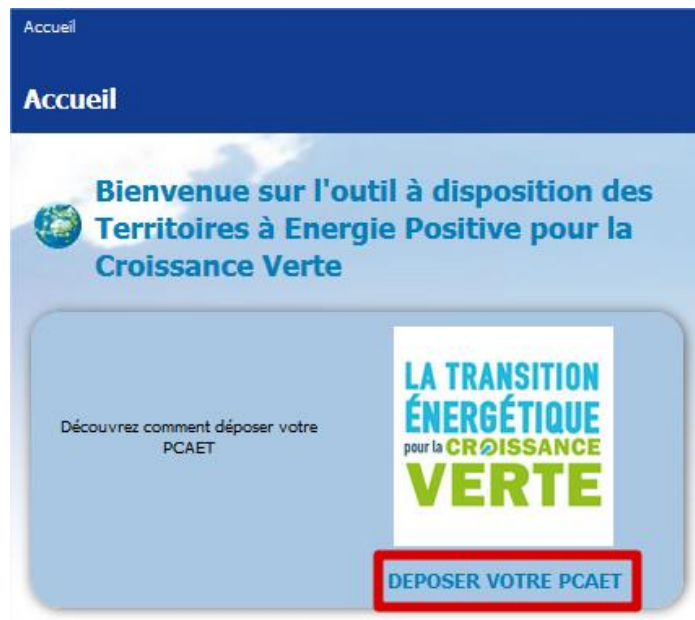 Accueil
Accueil
Bienvenue sur l'outil à disposition des
Territoires à Energie Positive pour la
Croissance Verte
Découvrez comment déposer votre
PCAET
LA TRANSITION
ÉNERGÉTIQUE
pour la CROISSANCE
VERTE
DEPOSER VOTRE PCAET